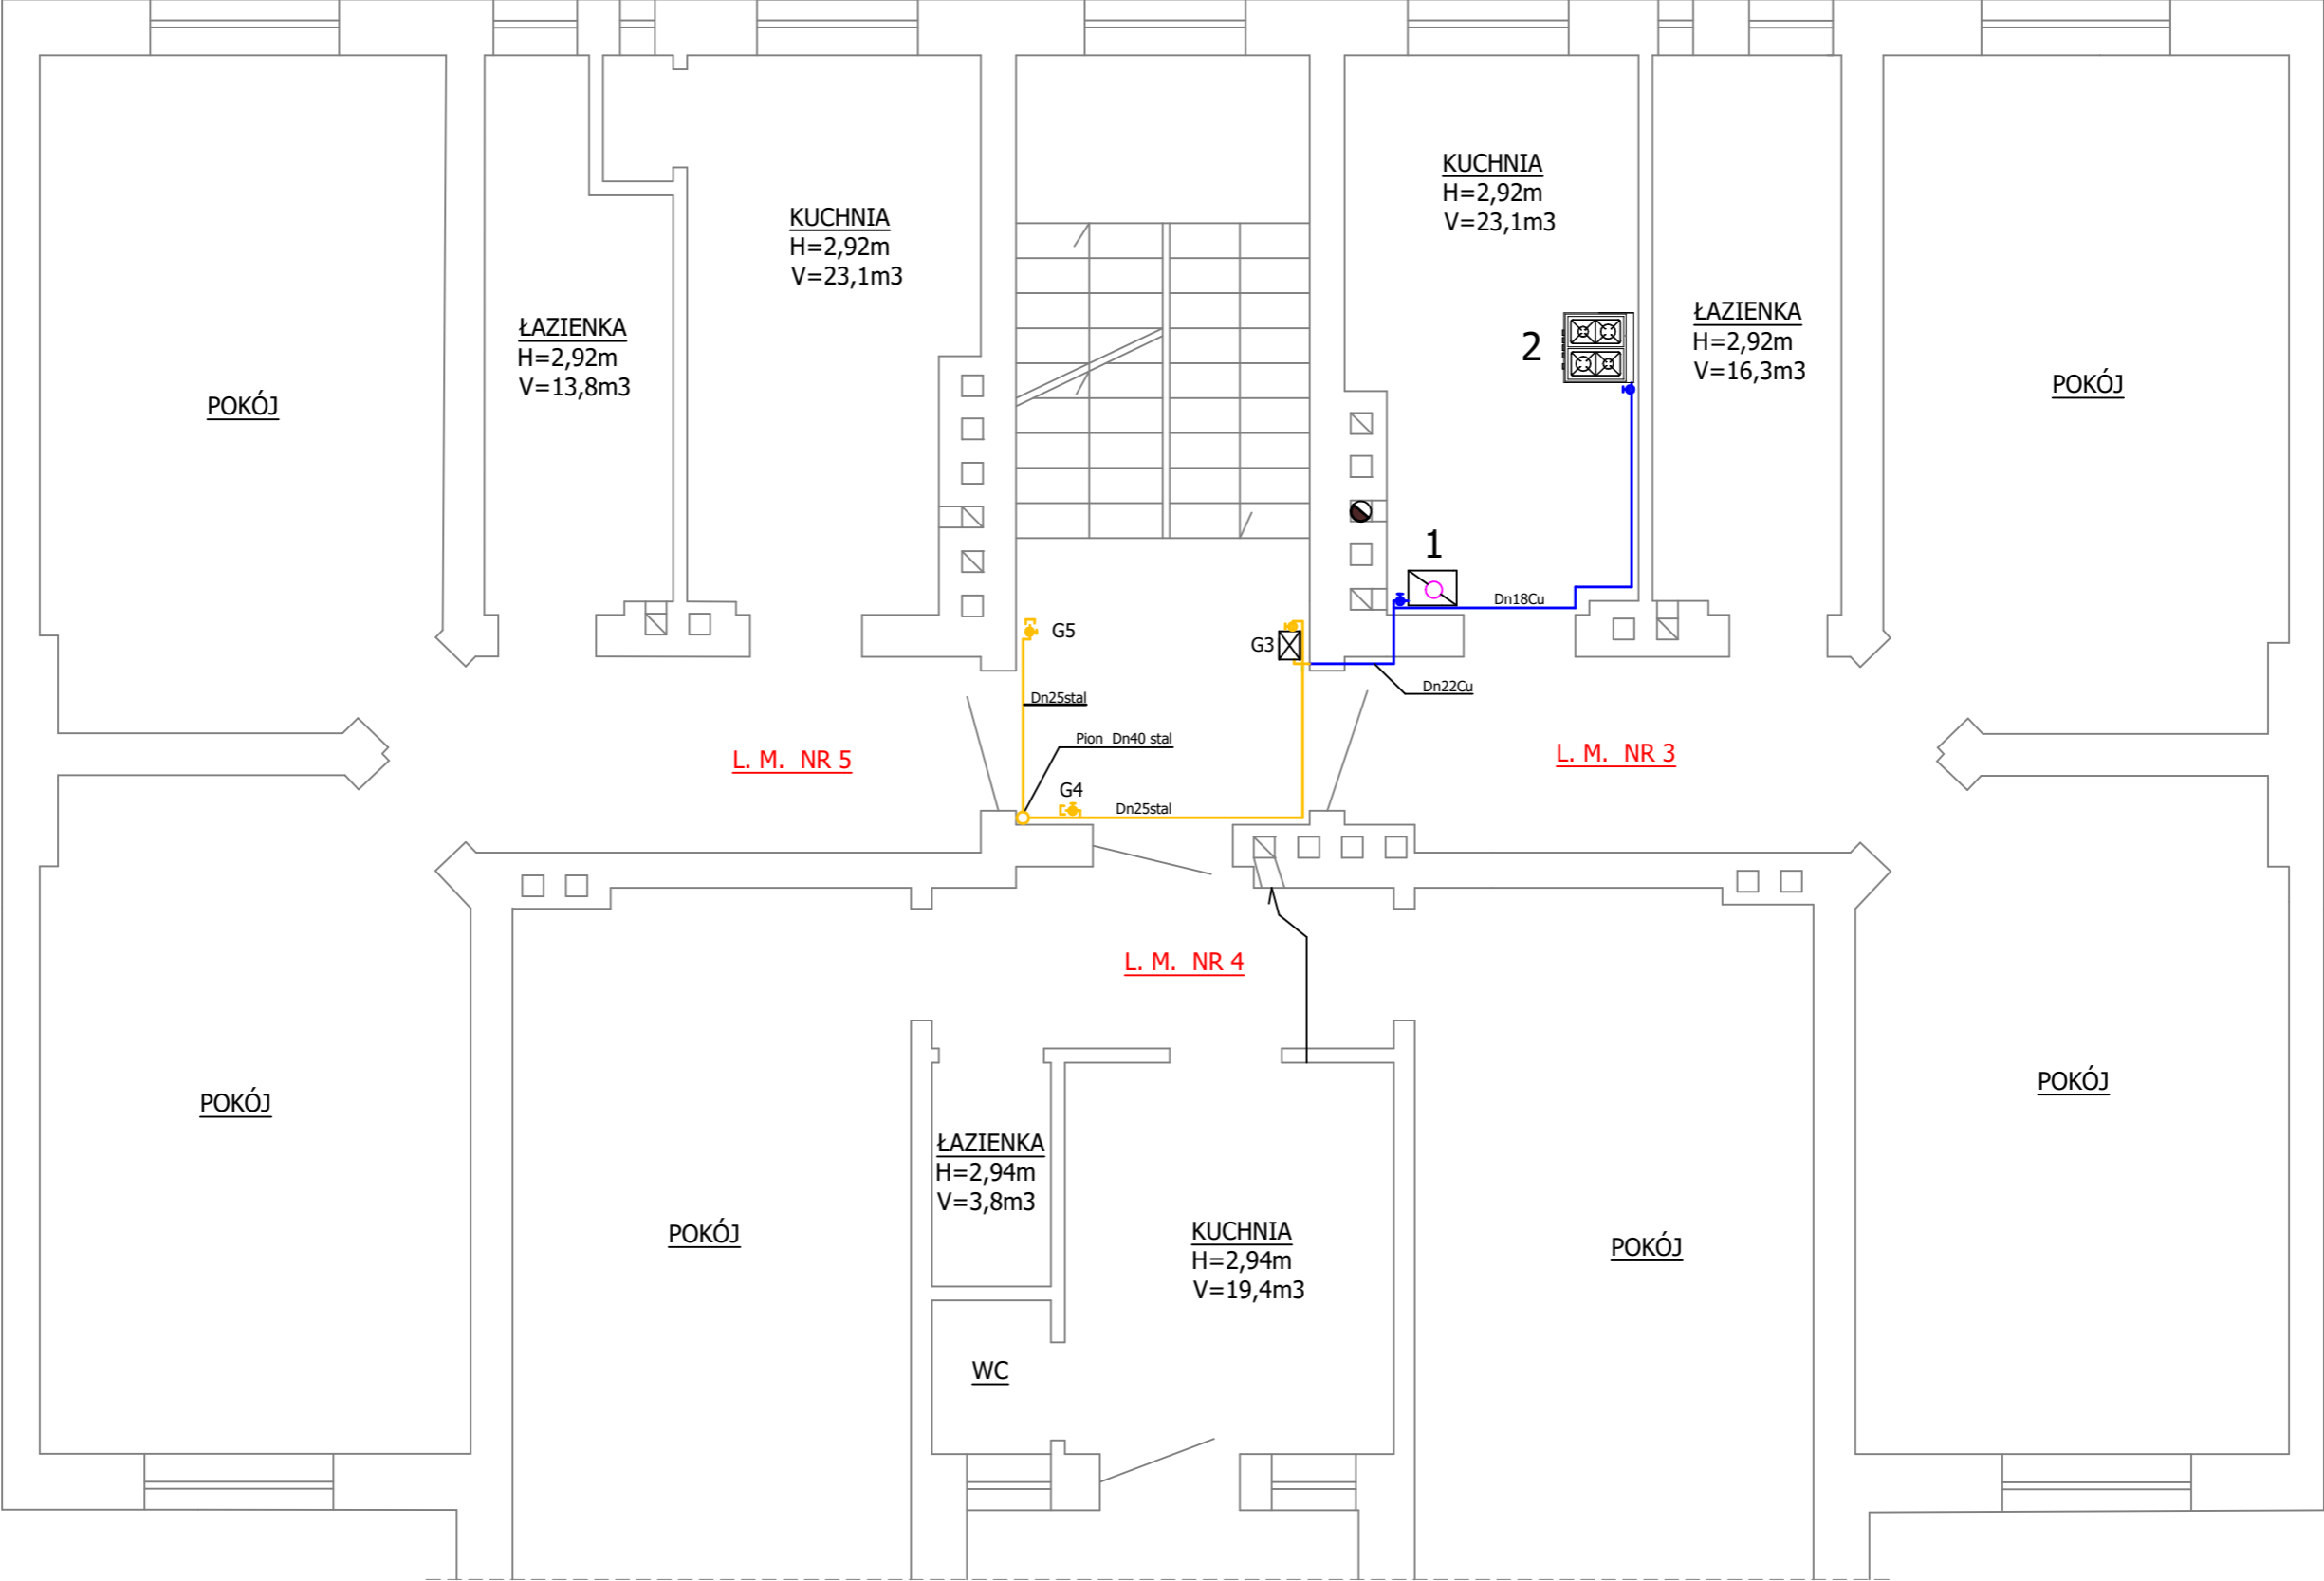 KUCHNIA
H=2,92m
V=23,1m3
KUCHNIA
H=2,92m
V=23,1m3
ŁAZIENKA
H=2,92m
V=13,8m3
ŁAZIENKA
H=2,92m
V=16,3m3
2
POKÓJ
POKÓJ
1
Dn18Cu
G5
G3
Dn22Cu
Dn25stal
Pion Dn40 stal
L. M. NR 5
L. M. NR 3
G4
Dn25stal
L. M. NR 4
POKÓJ
POKÓJ
ŁAZIENKA
H=2,94m
V=3,8m3
POKÓJ
KUCHNIA
H=2,94m
V=19,4m3
POKÓJ
WC